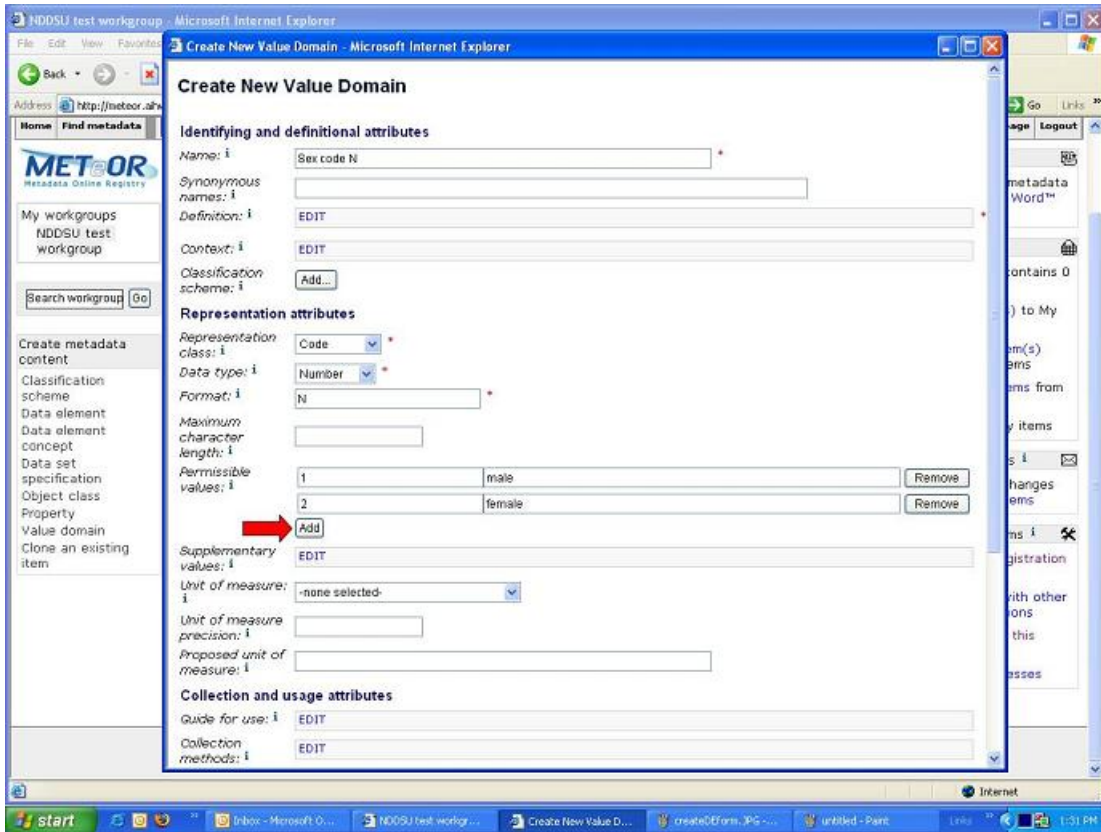 NDDSU test workgroup - Microsoft Internet Explorer
File Edit View Favorites
Back
Address http://meteor.aihw
Go Links
Home Find metadata
age Logout
METeOR
Metadata Online Registry
My workgroups
NDDSU test
workgroup
Search workgroup Go
Create metadata
content
Classification
scheme
Data element
Data element
concept
Data set
specification
Object class
Property
Value domain
Clone an existing
item
Create New Value Domain - Microsoft Internet Explorer
Create New Value Domain
Identifying and definitional attributes
Name: i Sex code N *
Synonymous
names: i
Definition: i EDIT *
Context: i EDIT
Classification
scheme: i Add...
Representation attributes
Representation
class: i Code *
Data type: i Number *
Format: i N *
Maximum
character
length: i
Permissible
values: i 1 male Remove
2 female Remove
Add
Supplementary
values: i EDIT
Unit of measure:
i -none selected-
Unit of measure
precision: i
Proposed unit of
measure: i
Collection and usage attributes
Guide for use: i EDIT
Collection
methods: i EDIT
metadata
Word™
contains 0
) to My
em(s)
ems
ems from
y items
s i
hanges
ems
ms i
gistration
with other
ions
this
esses
Internet
start
Inbox - Microsoft O...
NDDSU test workgr...
Create New Value D...
createDEform.JPG -...
untitled - Paint
Links
1:31 PM